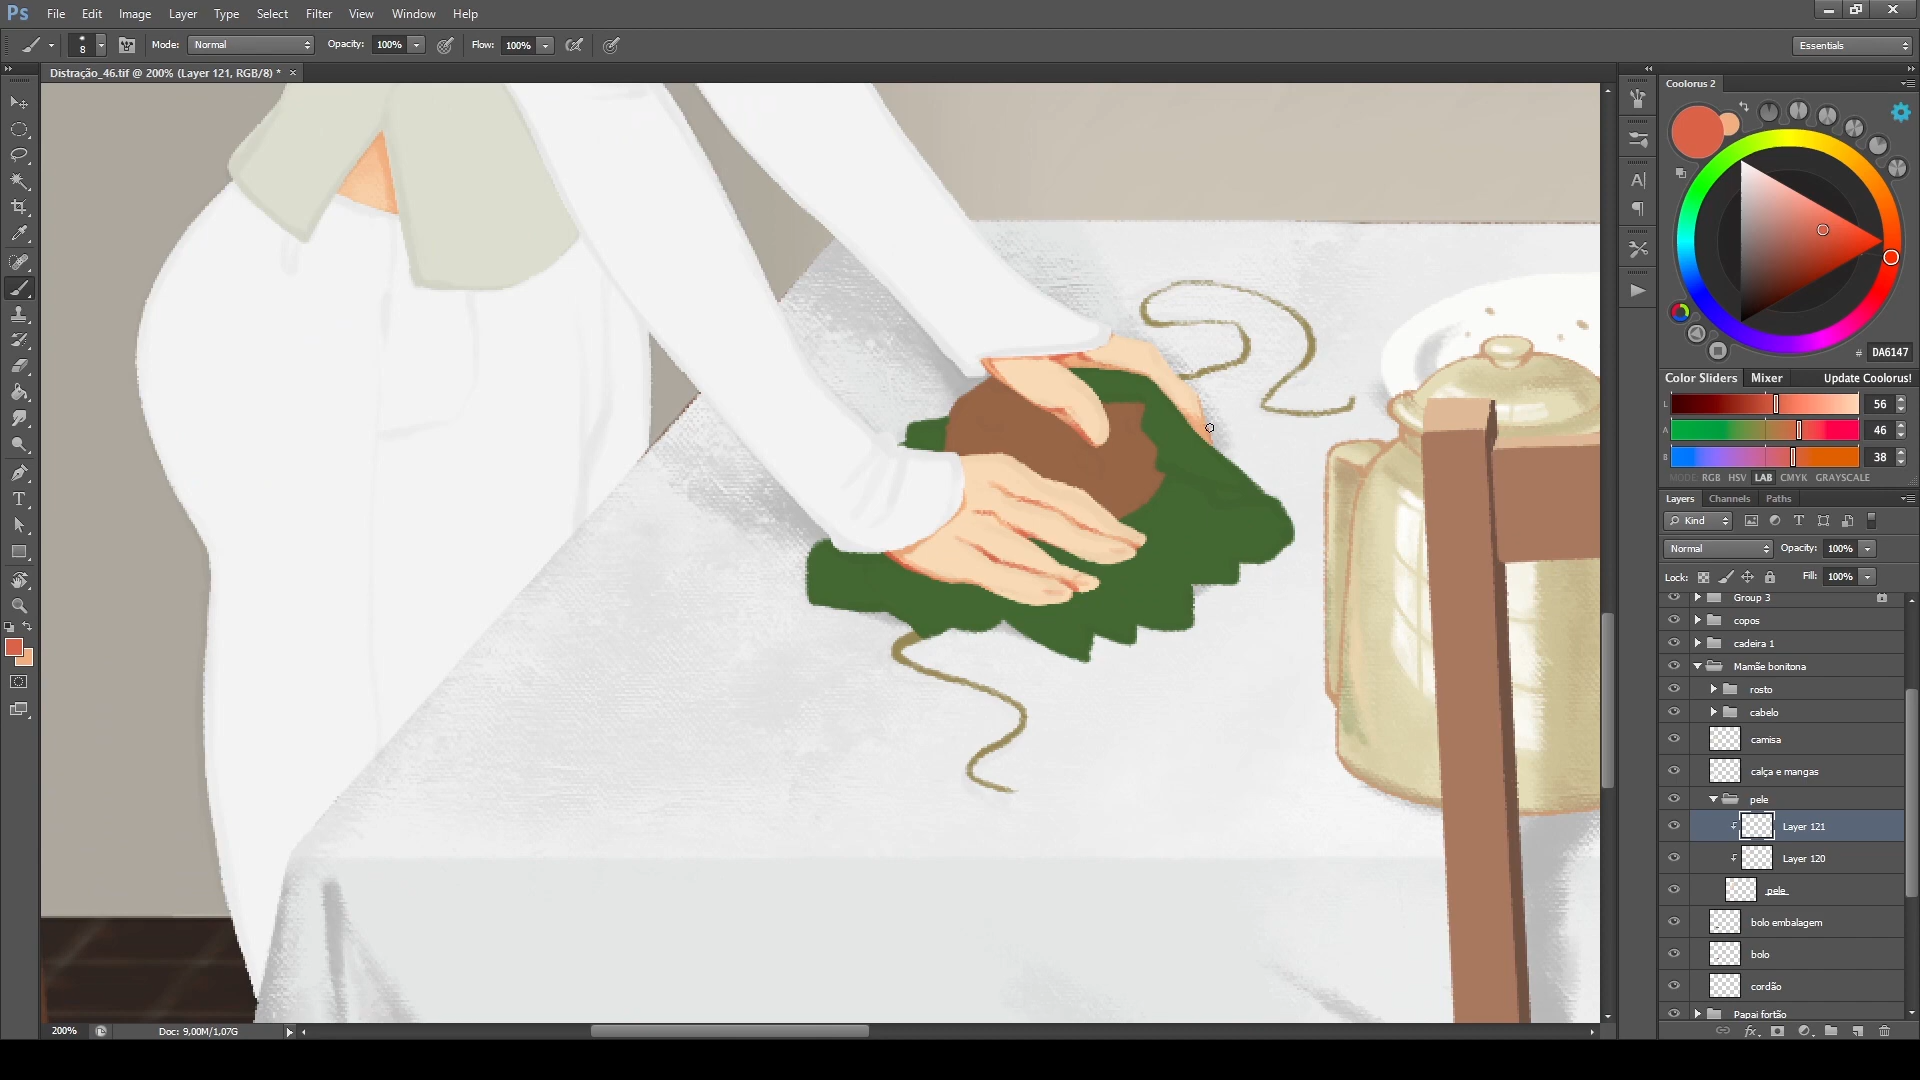 Ps File Edit Image Layer Type Select Filter View Window Help
8 Mode: Normal Opacity: 100% Flow: 100% Essentials
Distração_46.tif @ 200% (Layer 121, RGB/8) * ×
Coolorus 2
# DA6147
Color Sliders Mixer Update Coolorus!
L 56
A 46
B 38
MODE RGB HSV LAB CMYK GRAYSCALE
Layers Channels Paths
Kind
Normal Opacity: 100%
Lock: Fill: 100%
Group 3
copos
cadeira 1
Mamãe bonitona
rosto
cabelo
camisa
calça e mangas
pele
Layer 121
Layer 120
pele
bolo embalagem
bolo
cordão
Papai fortão
200% Doc: 9,00M/1,07G